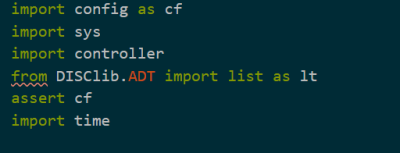 import config as cf
import sys
import controller
from DISClib.ADT import list as lt
assert cf
import time